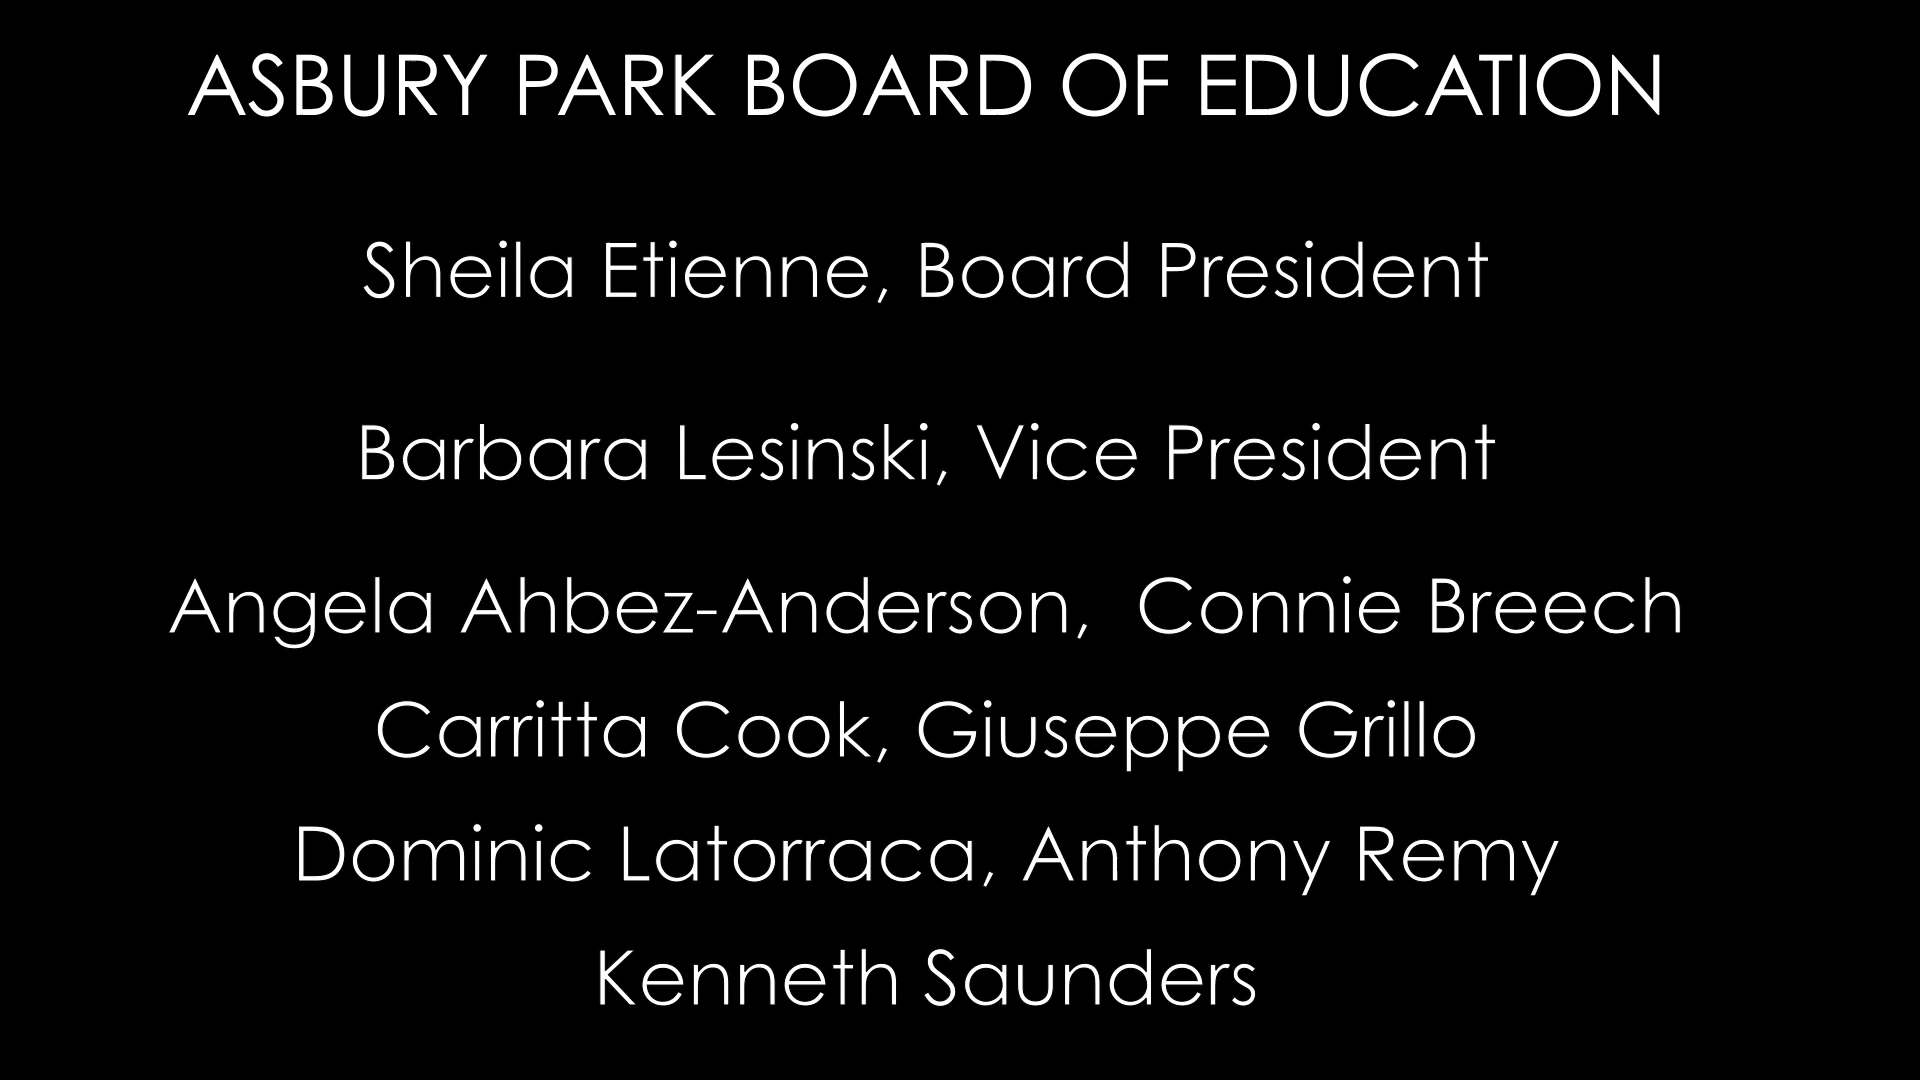 ASBURY PARK BOARD OF EDUCATION
Sheila Etienne, Board President
Barbara Lesinski, Vice President
Angela Ahbez-Anderson,  Connie Breech
Carritta Cook, Giuseppe Grillo
Dominic Latorraca, Anthony Remy
Kenneth Saunders